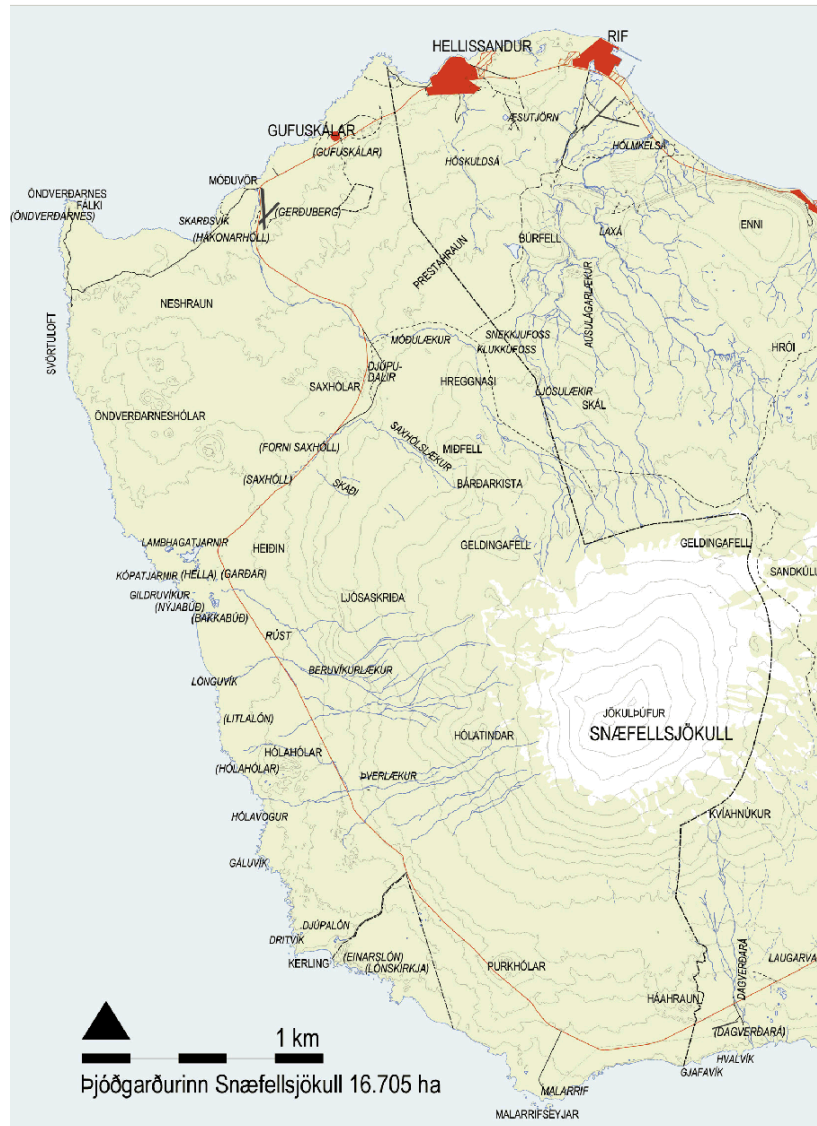 RIF
HELLISSANDUR
ÆSUTJÖRN
GUFUSKÁLAR
(GUFUSKÁLAR)
HÓLMKELSÁ
HÖSKULDSÁ
MÓÐUVÖR
ÖNDVERÐARNES
FÁLKI
(ÖNDVERÐARNES)
SKARÐSVÍK
(GERÐUBERG)
(HÁKONARHÓLL)
ENNI
LAXÁ
BÚRFELL
PRESTAHRAUN
NESHRAUN
SVÖRTULOFT
MÓÐULÆKUR
SNEKKJUFOSS
KLUKKUFOSS
HRÓI
DJÚPU-
DALIR
SAXHÓLAR
HREGGNASI
LJÓSULÆKIR
SKÁL
ÖNDVERÐARNESHÓLAR
(FORNI SAXHÓLL)
SAXHÓLSLÆKUR
MIÐFELL
(SAXHÓLL)
SKAÐI
BÁRÐARKISTA
LAMBHAGATJARNIR
HEIÐIN
GELDINGAFELL
GELDINGAFELL
KÓPATJARNIR
(HELLA)
(GARÐAR)
SANDKÚLU
GILDRUVÍKUR
(NÝJABÚÐ)
LJÓSASKRIÐA
(BAKKABÚÐ)
RÚST
BERUVÍKURLÆKUR
LÖNGUVÍK
JÖKULÞÚFUR
(LITLALÓN)
SNÆFELLSJÖKULL
HÓLATINDAR
HÓLAHÓLAR
(HÓLAHÓLAR)
ÞVERLÆKUR
HÓLAVOGUR
KVÍAHNÚKUR
GÁLUVÍK
DJÚPALÓN
DRITVÍK
(EINARSLÓN)
KERLING
(LÓNSKIRKJA)
PURKHÓLAR
LAUGARVA
DAGVERÐARÁ
HÁAHRAUN
(DAGVERÐARÁ)
HVALVÍK
GJAFAVÍK
1 km
Þjóðgarðurinn Snæfellsjökull 16.705 ha
MALARRIF
MALARRIFSEYJAR